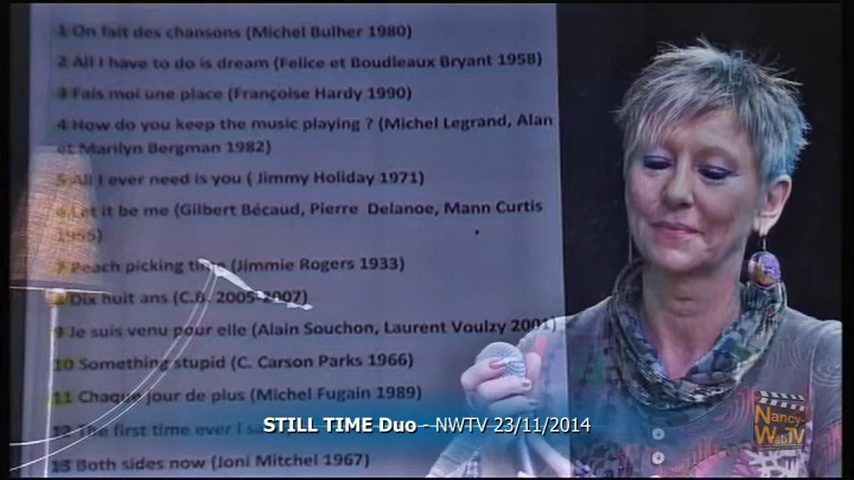 1 On fait des chansons (Michel Bulher 1980)
2 All I have to do is dream (Felice et Boudleaux Bryant 1958)
3 Fais moi une place (Françoise Hardy 1990)
4 How do you keep the music playing ? (Michel Legrand, Alan
et Marilyn Bergman 1982)
5 All I ever need is you ( Jimmy Holiday 1971)
6 Let it be me (Gilbert Bécaud, Pierre Delanoe, Mann Curtis
1955)
7 Peach picking time (Jimmie Rogers 1933)
8 Dix huit ans (C.B. 2005-2007)
9 Je suis venu pour elle (Alain Souchon, Laurent Voulzy 2001)
10 Something stupid (C. Carson Parks 1966)
11 Chaque jour de plus (Michel Fugain 1989)
12 The first time ever I
13 Both sides now (Joni Mitchel 1967)
STILL TIME Duo - NWTV 23/11/2014
Nancy-
WebTV